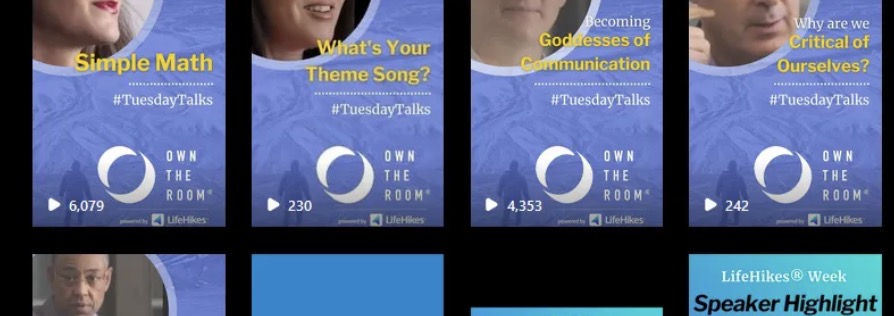 Simple Math
#TuesdayTalks
OWN
THE
ROOM®
6,079
powered by LifeHikes
What's Your
Theme Song?
#TuesdayTalks
OWN
THE
ROOM®
230
powered by LifeHikes
Becoming
Goddesses of
Communication
#TuesdayTalks
OWN
THE
ROOM®
4,353
powered by LifeHikes
Why are we
Critical of
Ourselves?
#TuesdayTalks
OWN
THE
ROOM®
242
powered by LifeHikes
LifeHikes® Week
Speaker Highlight